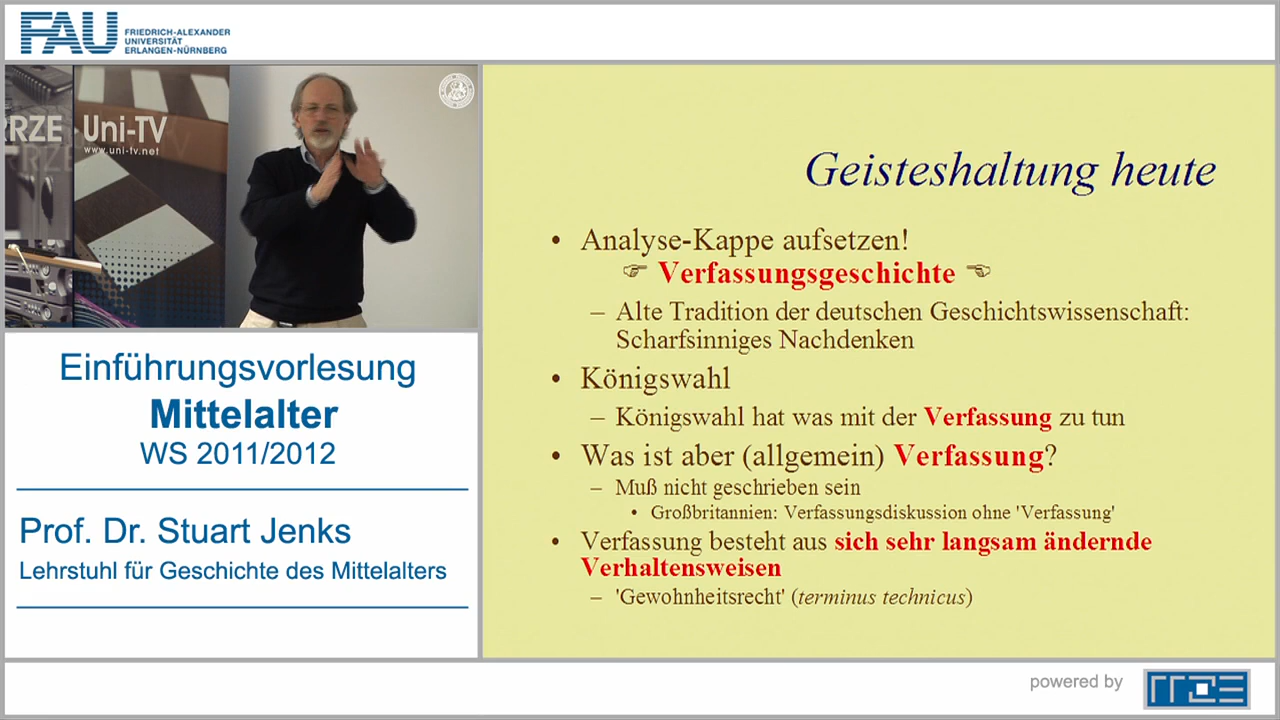 FAU
FRIEDRICH-ALEXANDER
UNIVERSITÄT
ERLANGEN-NÜRNBERG
RRZE
Uni-TV
www.uni-tv.net
Einführungsvorlesung
Mittelalter
WS 2011/2012
Prof. Dr. Stuart Jenks
Lehrstuhl für Geschichte des Mittelalters
Geisteshaltung heute
• Analyse-Kappe aufsetzen!
☞ Verfassungsgeschichte ☜
– Alte Tradition der deutschen Geschichtswissenschaft:
Scharfsinniges Nachdenken
• Königswahl
– Königswahl hat was mit der Verfassung zu tun
• Was ist aber (allgemein) Verfassung?
– Muß nicht geschrieben sein
• Großbritannien: Verfassungsdiskussion ohne 'Verfassung'
• Verfassung besteht aus sich sehr langsam ändernde
Verhaltensweisen
– 'Gewohnheitsrecht' (terminus technicus)
powered by
rrze